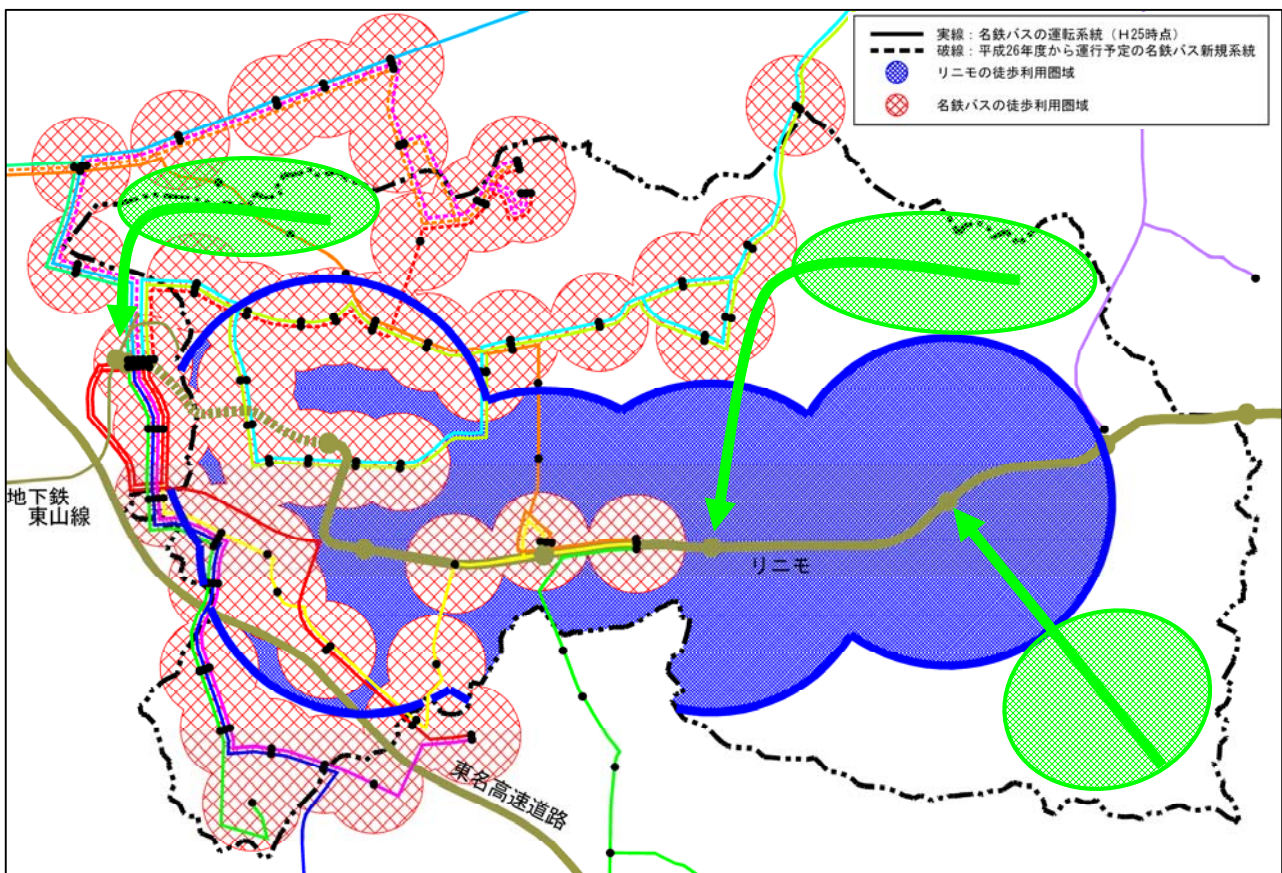 実線：名鉄バスの運転系統（H25時点）
破線：平成26年度から運行予定の名鉄バス新規系統
リニモの徒歩利用圏域
名鉄バスの徒歩利用圏域
地下鉄
東山線
リニモ
東名高速道路